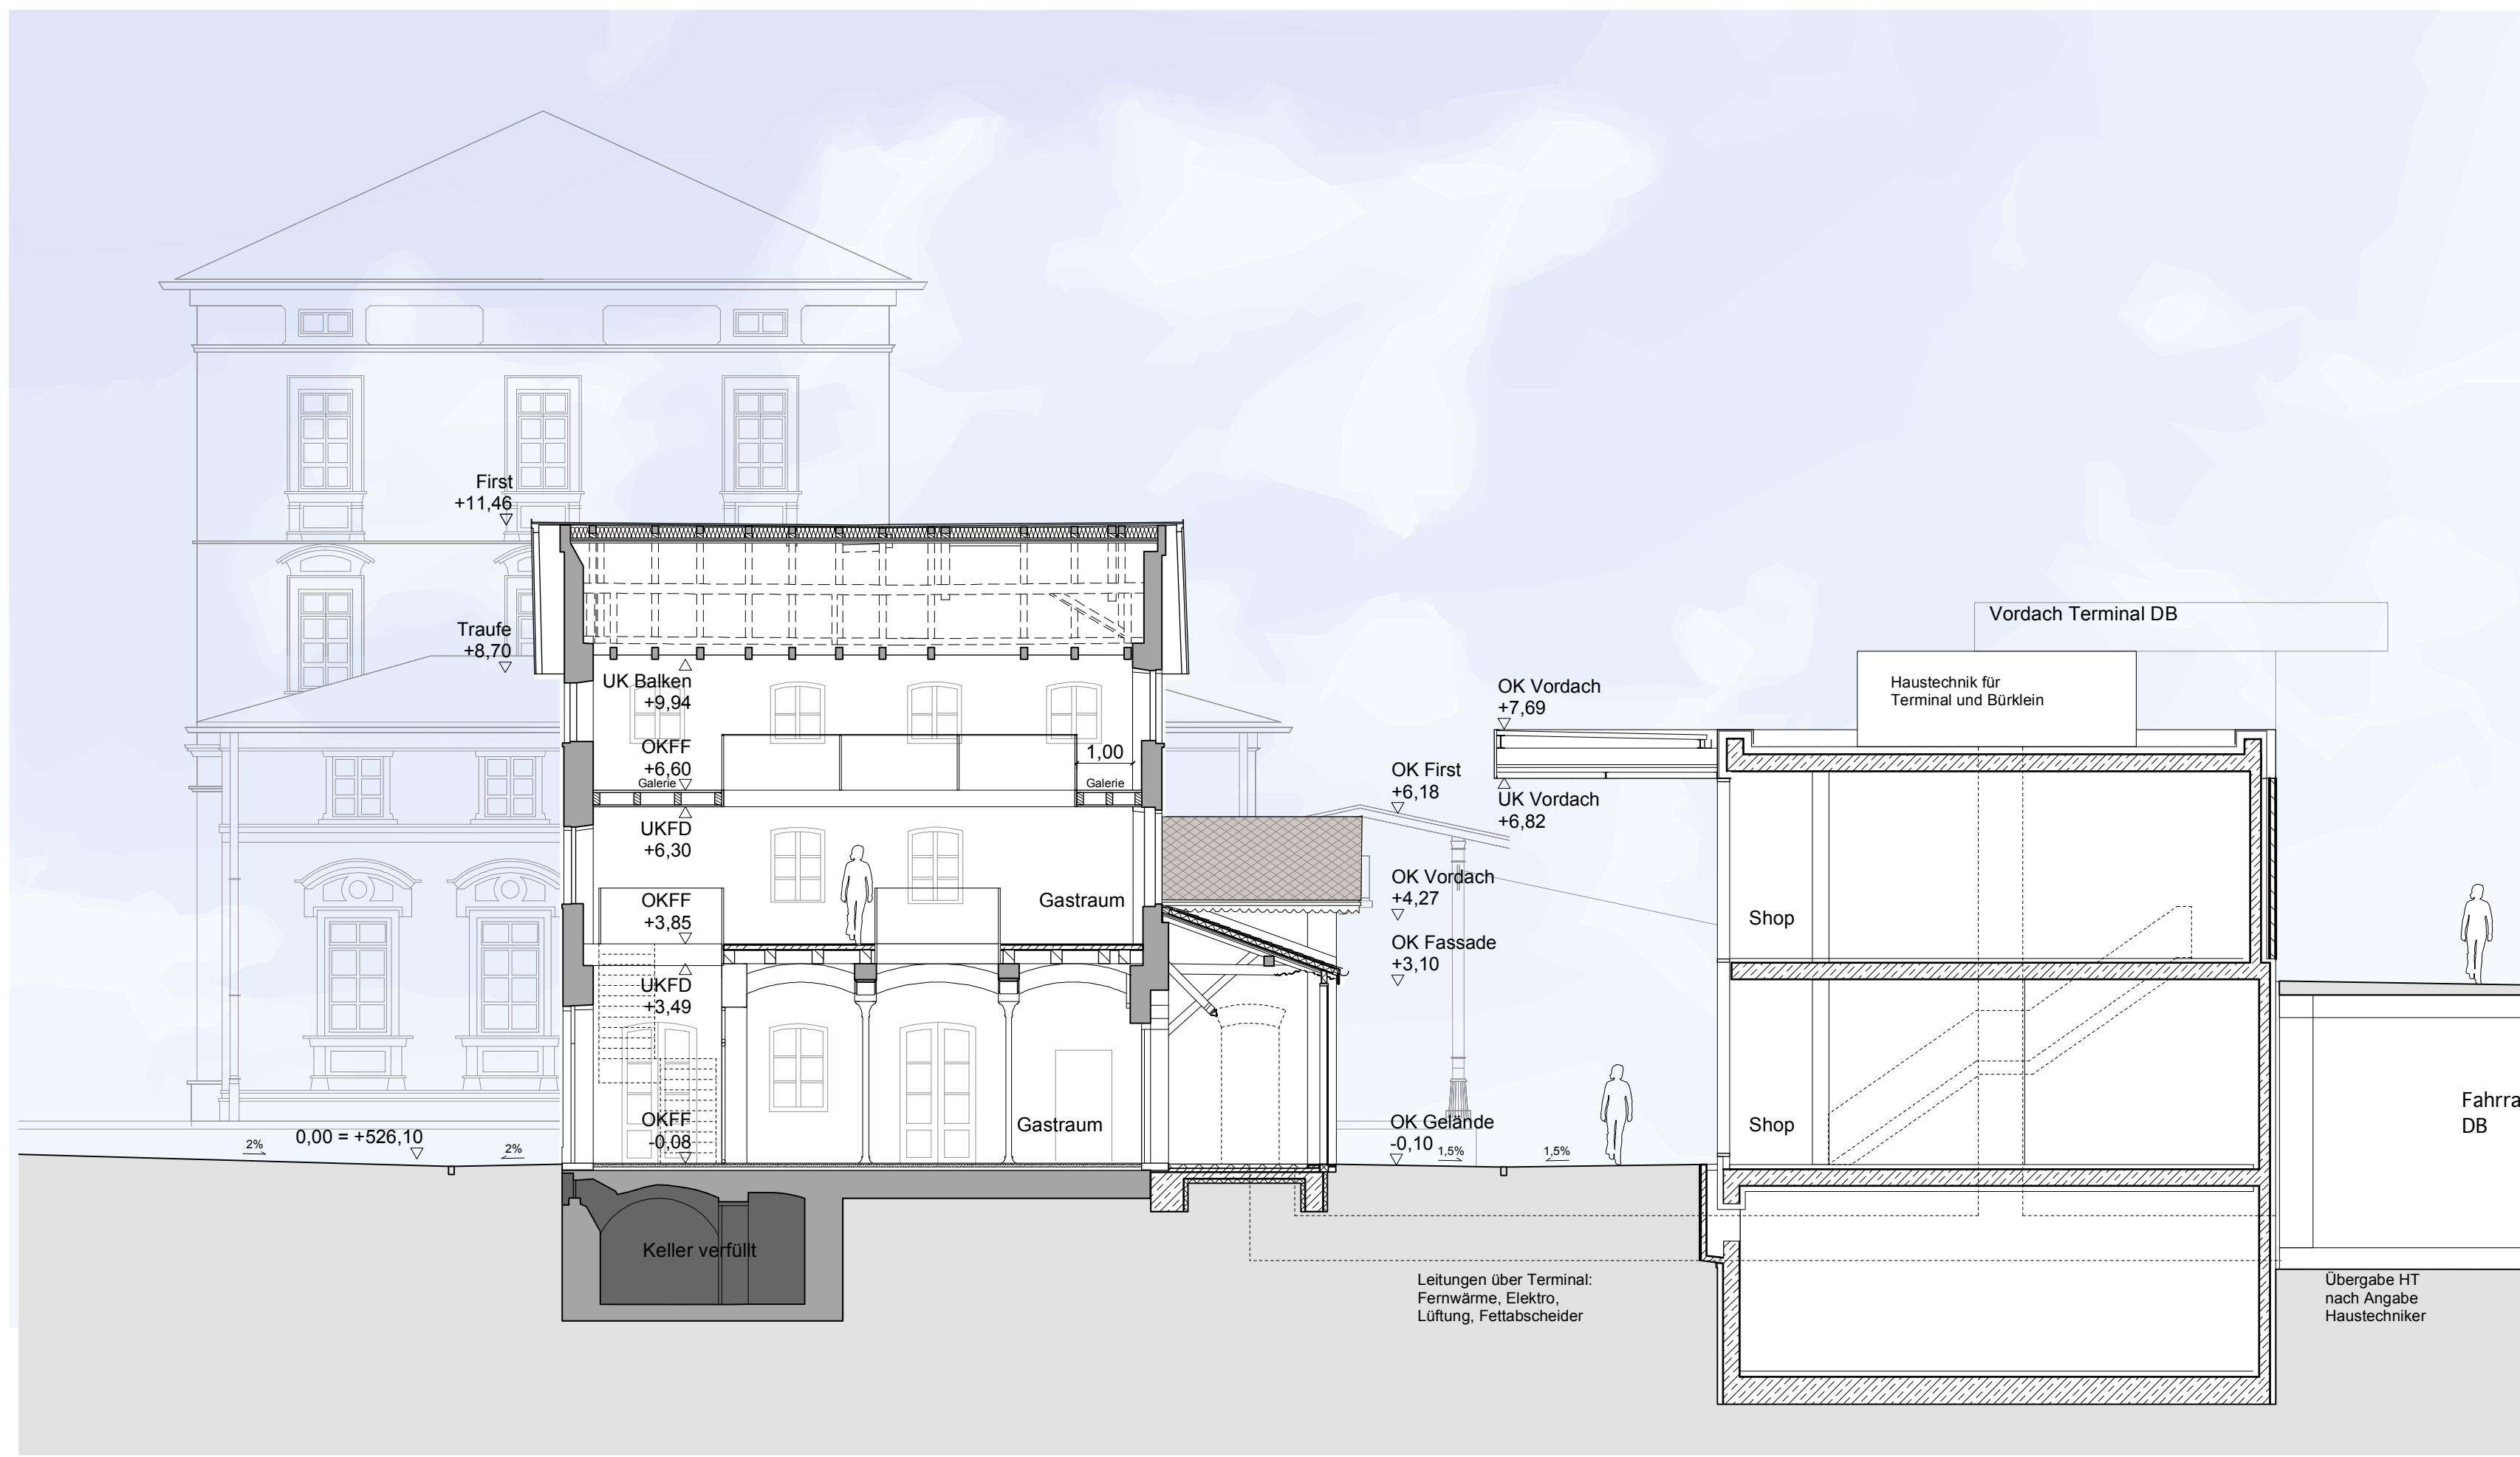 First
+11,46
Traufe
+8,70
UK Balken
+9,94
OKFF
+6,60
Galerie
1,00
Galerie
UKFD
+6,30
OKFF
+3,85
Gastraum
UKFD
+3,49
OKFF
-0,08
Gastraum
0,00 = +526,10
2%
2%
Keller verfüllt
OK First
+6,18
OK Vordach
+4,27
OK Fassade
+3,10
OK Gelände
-0,10
1,5%
1,5%
OK Vordach
+7,69
UK Vordach
+6,82
Vordach Terminal DB
Haustechnik für
Terminal und Bürklein
Shop
Shop
Fahrra
DB
Leitungen über Terminal:
Fernwärme, Elektro,
Lüftung, Fettabscheider
Übergabe HT
nach Angabe
Haustechniker